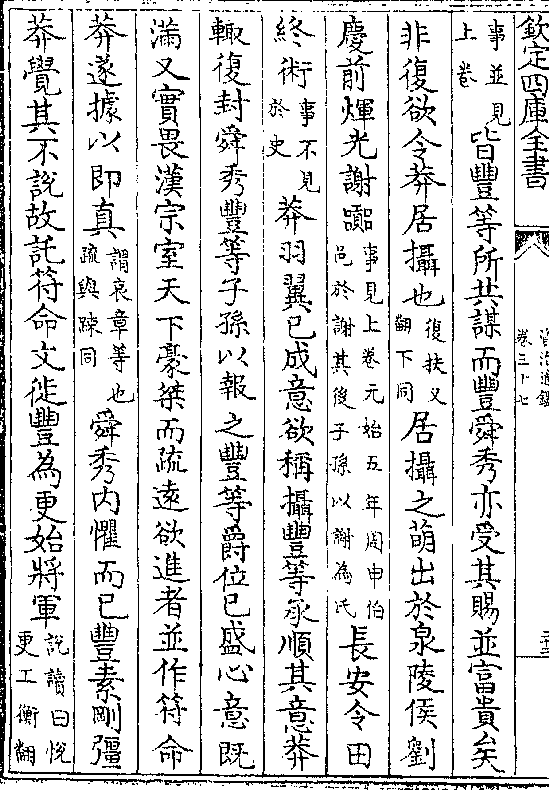 欽定四庫全書
資治通鑑
卷三十七
事並見
上卷
皆豐等所共謀而豐舜秀亦受其賜並富貴矣
非復欲令莽居攝也
復扶又
翻下同
居攝之萌出於泉陵侯劉
慶前煇光謝嚻
事見上卷元始五年周申伯
邑於謝其後子孫以謝為氏
長安令田
終術
事不見
於史
莽羽翼已成意欲稱攝豐等承順其意莽
輙復封舜秀豐等子孫以報之豐等爵位已盛心意既
滿又實畏漢宗室天下豪桀而疏遠欲進者並作符命
莽遂據以即真
謂哀章等也
疏與踈同
舜秀内懼而已豐素剛彊
莽覺其不說故託符命文徙豐為更始將軍
說讀曰悅
更工衡翻